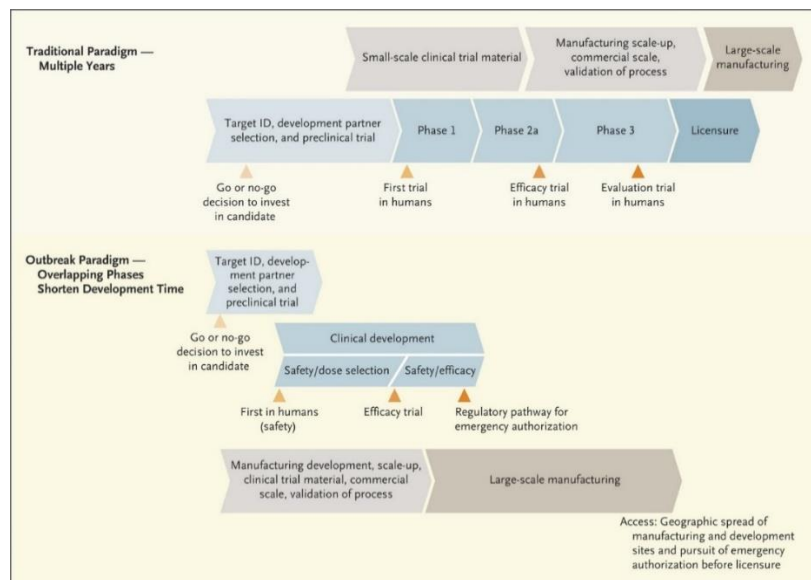 Traditional Paradigm —
Multiple Years
Small-scale clinical trial material
Manufacturing scale-up,
commercial scale,
validation of process
Large-scale
manufacturing
Target ID, development partner
selection, and preclinical trial
Phase 1
Phase 2a
Phase 3
Licensure
Go or no-go
decision to invest
in candidate
First trial
in humans
Efficacy trial
in humans
Evaluation trial
in humans
Outbreak Paradigm —
Overlapping Phases
Shorten Development Time
Target ID, develop-
ment partner
selection, and
preclinical trial
Go or no-go
decision to invest
in candidate
Clinical development
Safety/dose selection
Safety/efficacy
First in humans
(safety)
Efficacy trial
Regulatory pathway for
emergency authorization
Manufacturing development, scale-up,
clinical trial material, commercial
scale, validation of process
Large-scale manufacturing
Access: Geographic spread of
manufacturing and development
sites and pursuit of emergency
authorization before licensure